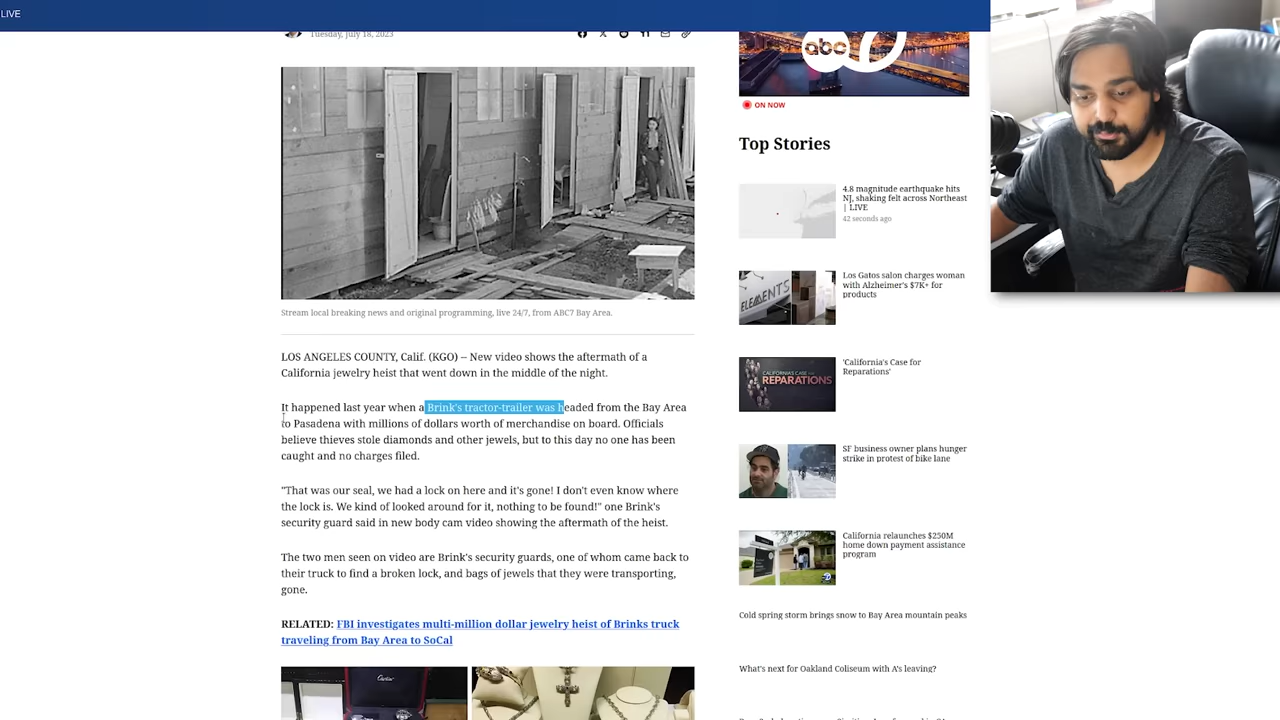 LIVE
Tuesday, July 18, 2023
Stream local breaking news and original programming, live 24/7, from ABC7 Bay Area.
LOS ANGELES COUNTY, Calif. (KGO) -- New video shows the aftermath of a
California jewelry heist that went down in the middle of the night.
It happened last year when a Brink's tractor-trailer was headed from the Bay Area
to Pasadena with millions of dollars worth of merchandise on board. Officials
believe thieves stole diamonds and other jewels, but to this day no one has been
caught and no charges filed.
"That was our seal, we had a lock on here and it's gone! I don't even know where
the lock is. We kind of looked around for it, nothing to be found!" one Brink's
security guard said in new body cam video showing the aftermath of the heist.
The two men seen on video are Brink's security guards, one of whom came back to
their truck to find a broken lock, and bags of jewels that they were transporting,
gone.
RELATED: FBI investigates multi-million dollar jewelry heist of Brinks truck
traveling from Bay Area to SoCal
Cartier
abc
ON NOW
Top Stories
4.8 magnitude earthquake hits
NJ, shaking felt across Northeast
| LIVE
42 seconds ago
ELEMENTS
Los Gatos salon charges woman
with Alzheimer's $7K+ for
products
CALIFORNIA'S CASE FOR
REPARATIONS
'California's Case for
Reparations'
SF business owner plans hunger
strike in protest of bike lane
California relaunches $250M
home down payment assistance
program
Cold spring storm brings snow to Bay Area mountain peaks
What's next for Oakland Coliseum with A's leaving?